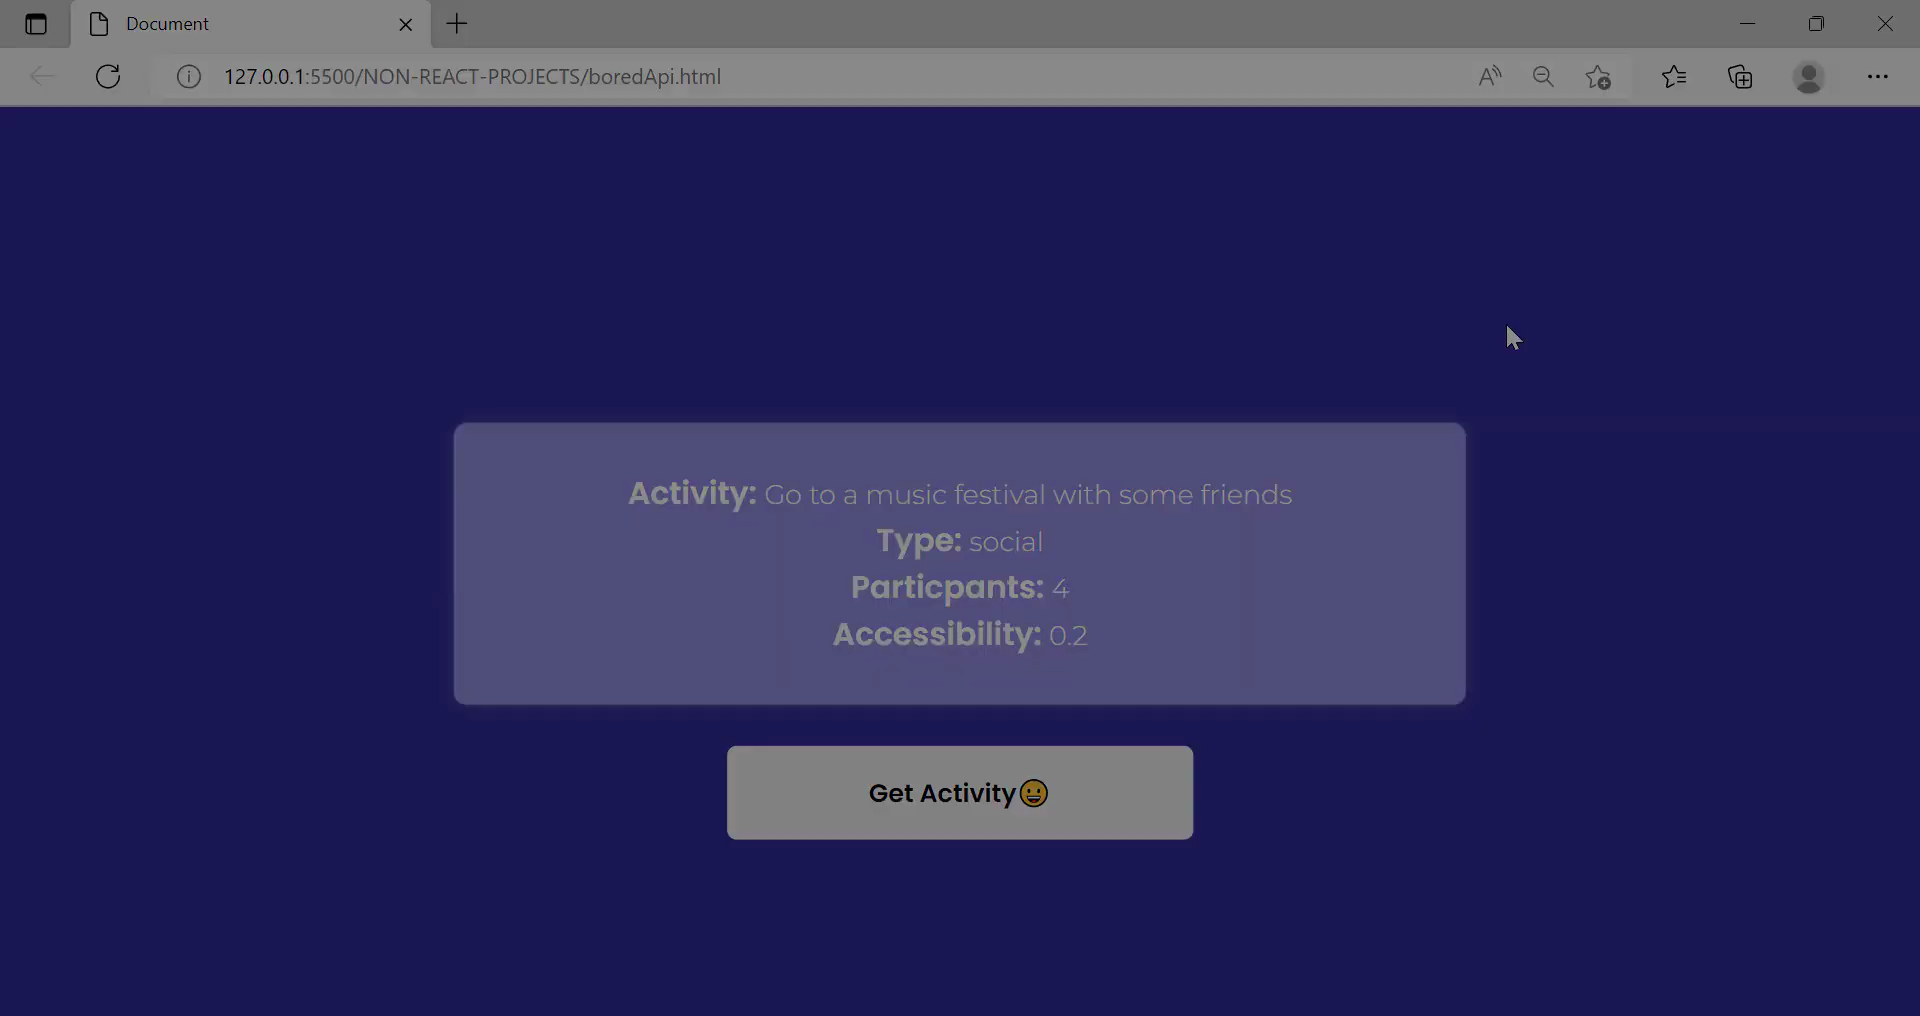 Document
127.0.0.1:5500/NON-REACT-PROJECTS/boredApi.html
Activity: Go to a music festival with some friends
Type: social
Particpants: 4
Accessibility: 0.2
Get Activity😀